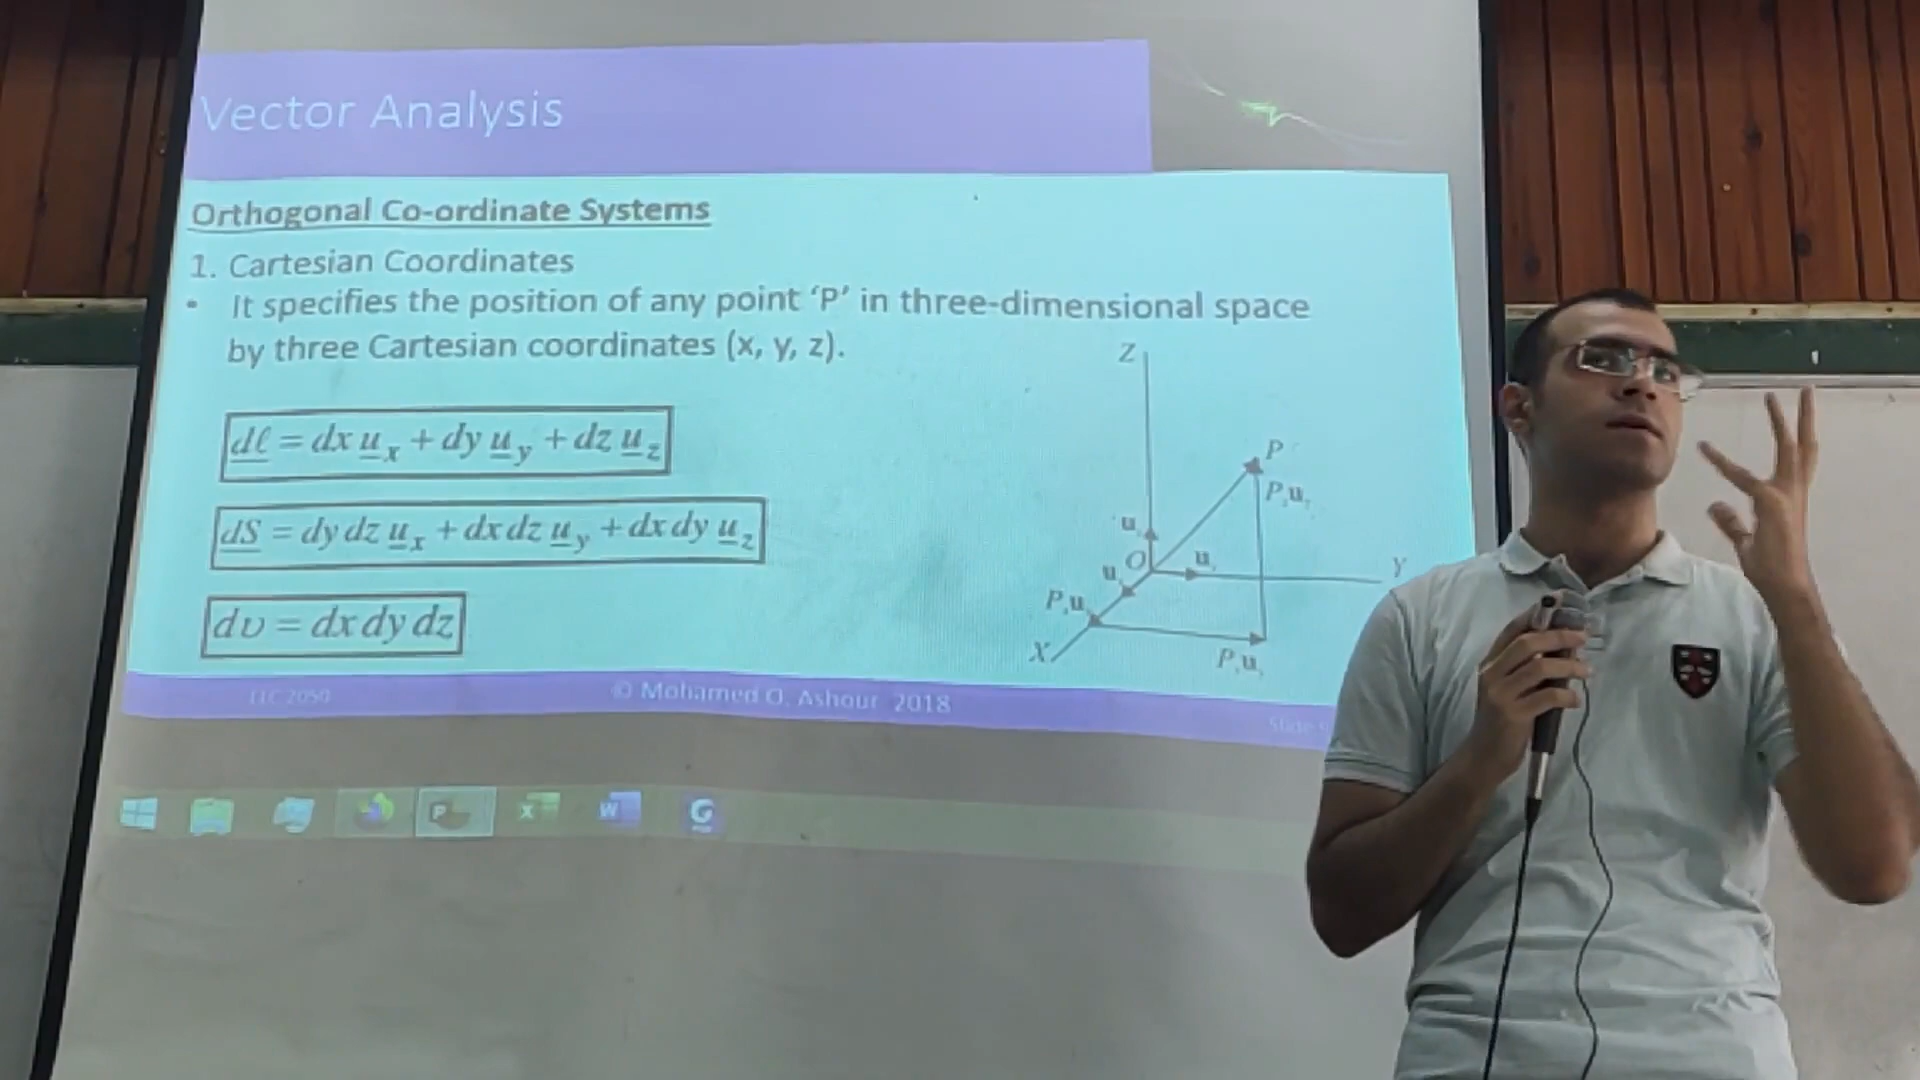 Vector Analysis
Orthogonal Co-ordinate Systems
1. Cartesian Coordinates
• It specifies the position of any point ‘P’ in three-dimensional space
by three Cartesian coordinates (x, y, z).
dℓ = dx u_x + dy u_y + dz u_z
dS = dy dz u_x + dx dz u_y + dx dy u_z
dυ = dx dy dz
Z
P
u
O
u
Y
u
X
© Mohamed O. Ashour 2018
Slide
P
X
W
G